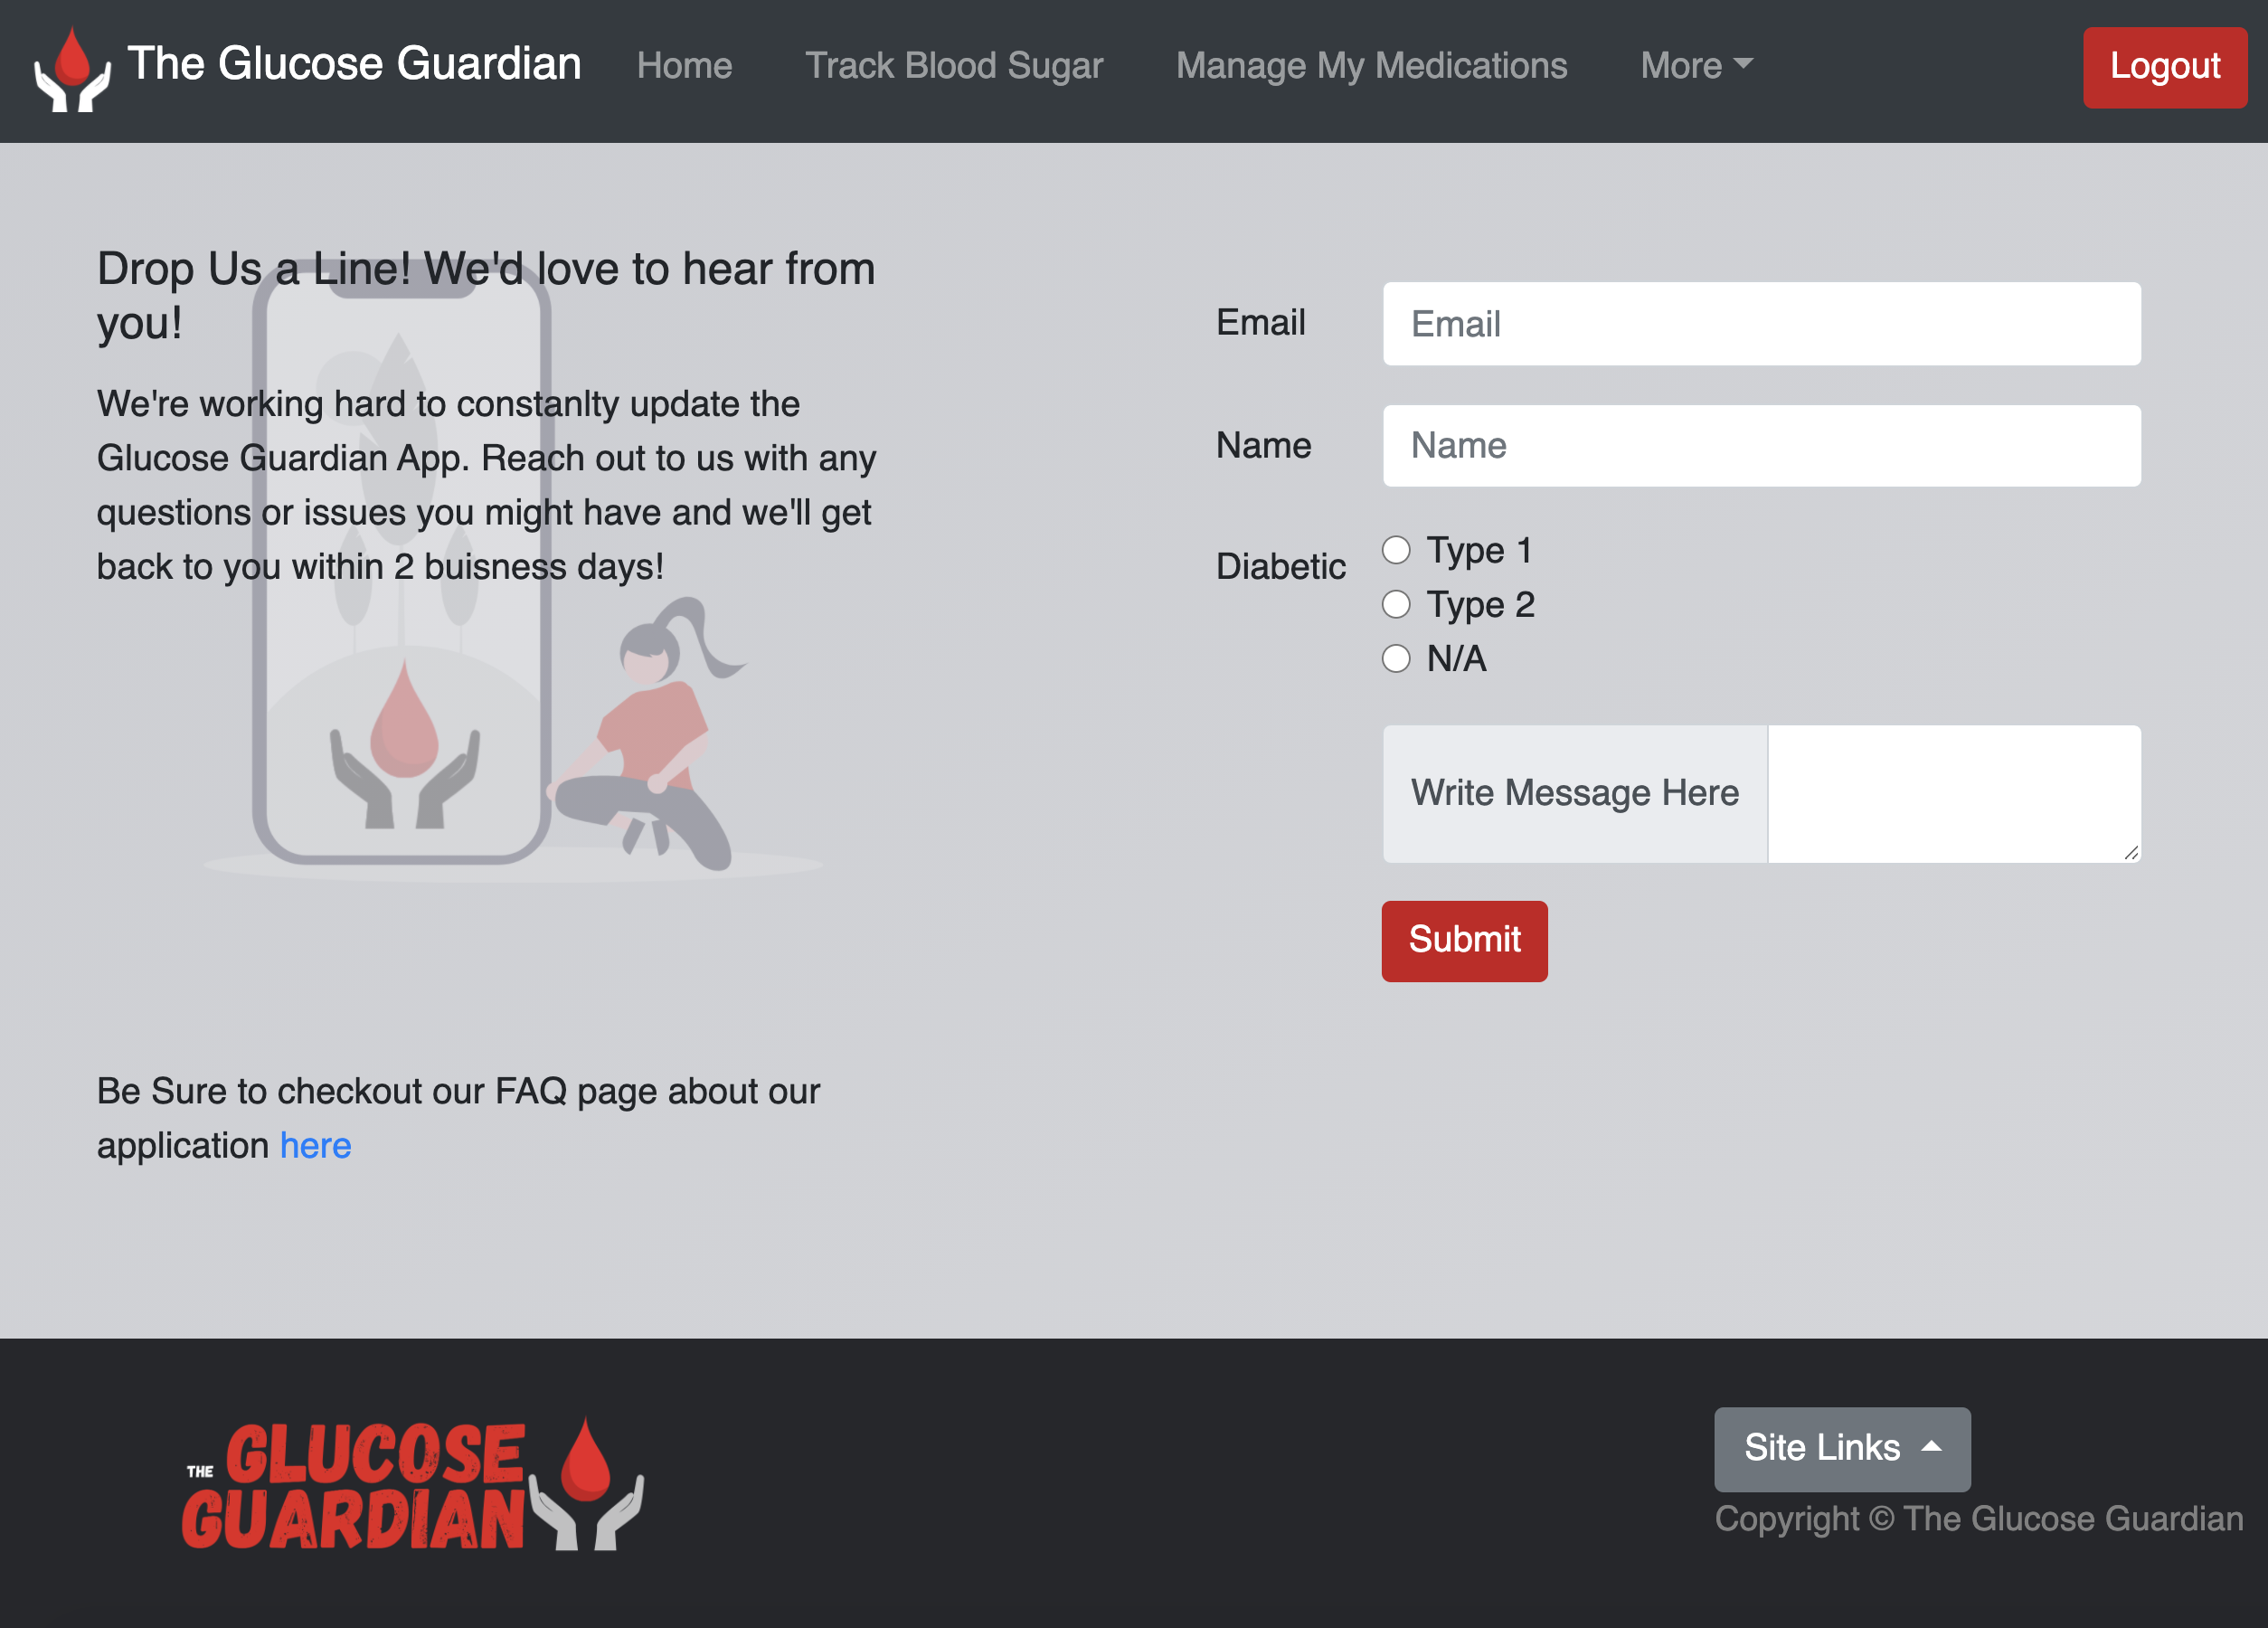 The Glucose Guardian Home Track Blood Sugar Manage My Medications More Logout
Drop Us a Line! We'd love to hear from
you!
We're working hard to constanlty update the
Glucose Guardian App. Reach out to us with any
questions or issues you might have and we'll get
back to you within 2 buisness days!
Be Sure to checkout our FAQ page about our
application here
Email Email
Name Name
Diabetic
Type 1
Type 2
N/A
Write Message Here
Submit
THE GLUCOSE
GUARDIAN
Site Links
Copyright © The Glucose Guardian